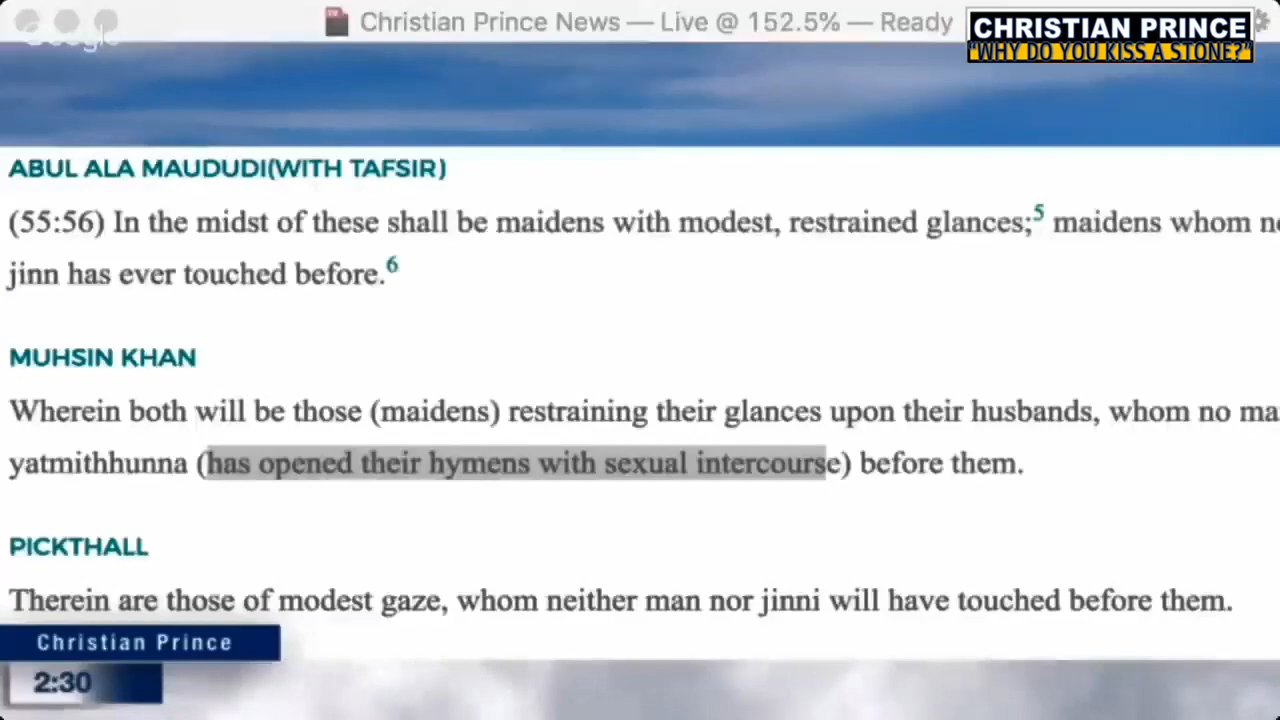 Christian Prince News — Live @ 152.5% — Ready
CHRISTIAN PRINCE
"WHY DO YOU KISS A STONE?"
Google
ABUL ALA MAUDUDI(WITH TAFSIR)
(55:56) In the midst of these shall be maidens with modest, restrained glances;5 maidens whom
jinn has ever touched before.6
MUHSIN KHAN
Wherein both will be those (maidens) restraining their glances upon their husbands, whom no
yatmithhunna (has opened their hymens with sexual intercourse) before them.
PICKTHALL
Therein are those of modest gaze, whom neither man nor jinni will have touched before them.
Christian Prince
2:30